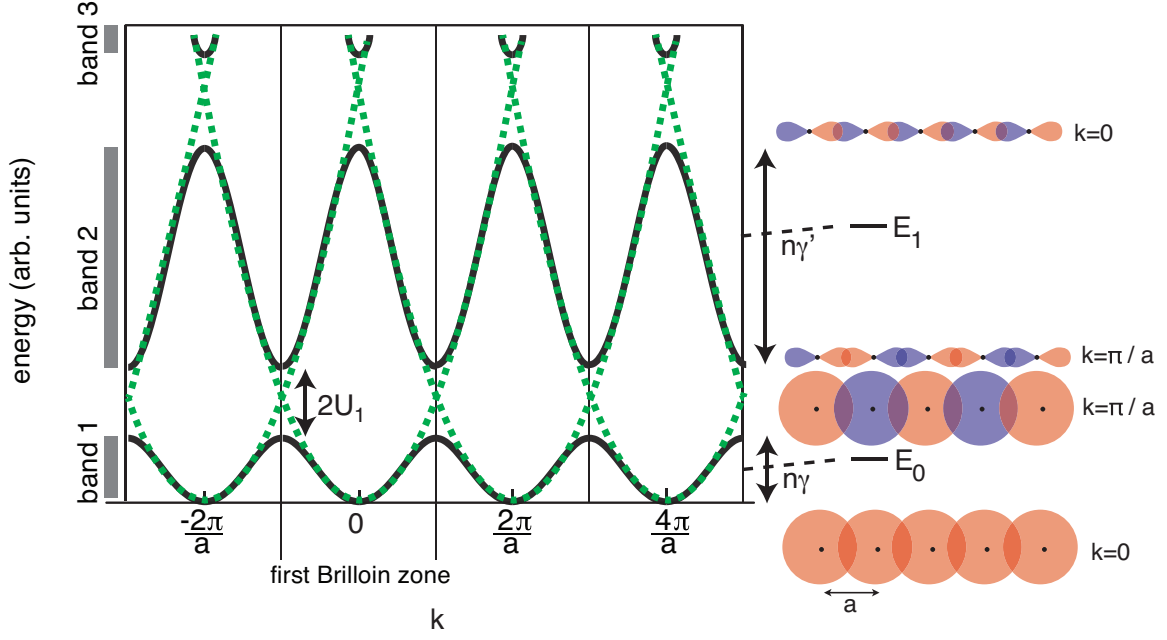 band 3
band 2
band 1
energy (arb. units)
2U₁
-2π
a
0
2π
a
4π
a
first Brilloin zone
k
k=0
E₁
nγ'
k=π / a
k=π / a
E₀
nγ
k=0
a